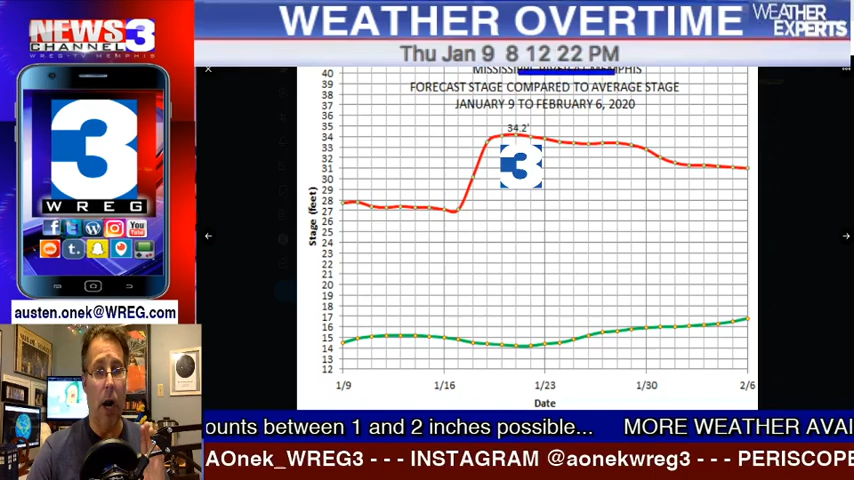 WEATHER OVERTIME
WEATHER
EXPERTS
NEWS
CHANNEL 3
WREG-TV MEMPHIS
Thu Jan 9 8 12 22 PM
FORECAST STAGE COMPARED TO AVERAGE STAGE
JANUARY 9 TO FEBRUARY 6, 2020
34.2'
3
3
WREG
You
Tube
austen.onek@WREG.com
Stage (feet)
40
39
38
37
36
35
34
33
32
31
30
29
28
27
26
25
24
23
22
21
20
19
18
17
16
15
14
13
12
1/9
1/16
1/23
1/30
2/6
Date
ounts between 1 and 2 inches possible... MORE WEATHER AVAI
AOnek_WREG3 - - - INSTAGRAM @aonekwreg3 - - - PERISCOPE